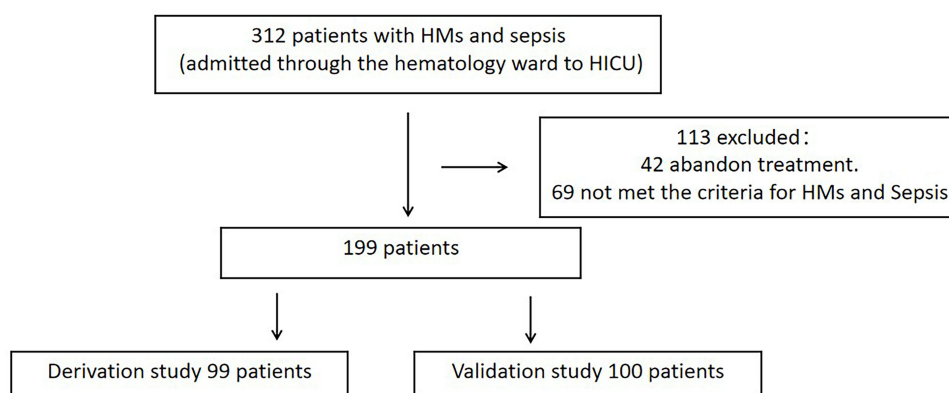 312 patients with HMs and sepsis
(admitted through the hematology ward to HICU)
113 excluded：
42 abandon treatment.
69 not met the criteria for HMs and Sepsis
199 patients
Derivation study 99 patients
Validation study 100 patients